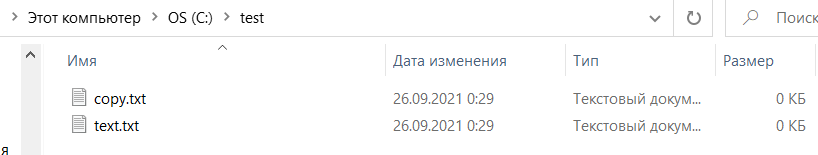 Этот компьютер > OS (C:) > test Поиск
Имя Дата изменения Тип Размер
copy.txt 26.09.2021 0:29 Текстовый докум... 0 КБ
text.txt 26.09.2021 0:29 Текстовый докум... 0 КБ
я